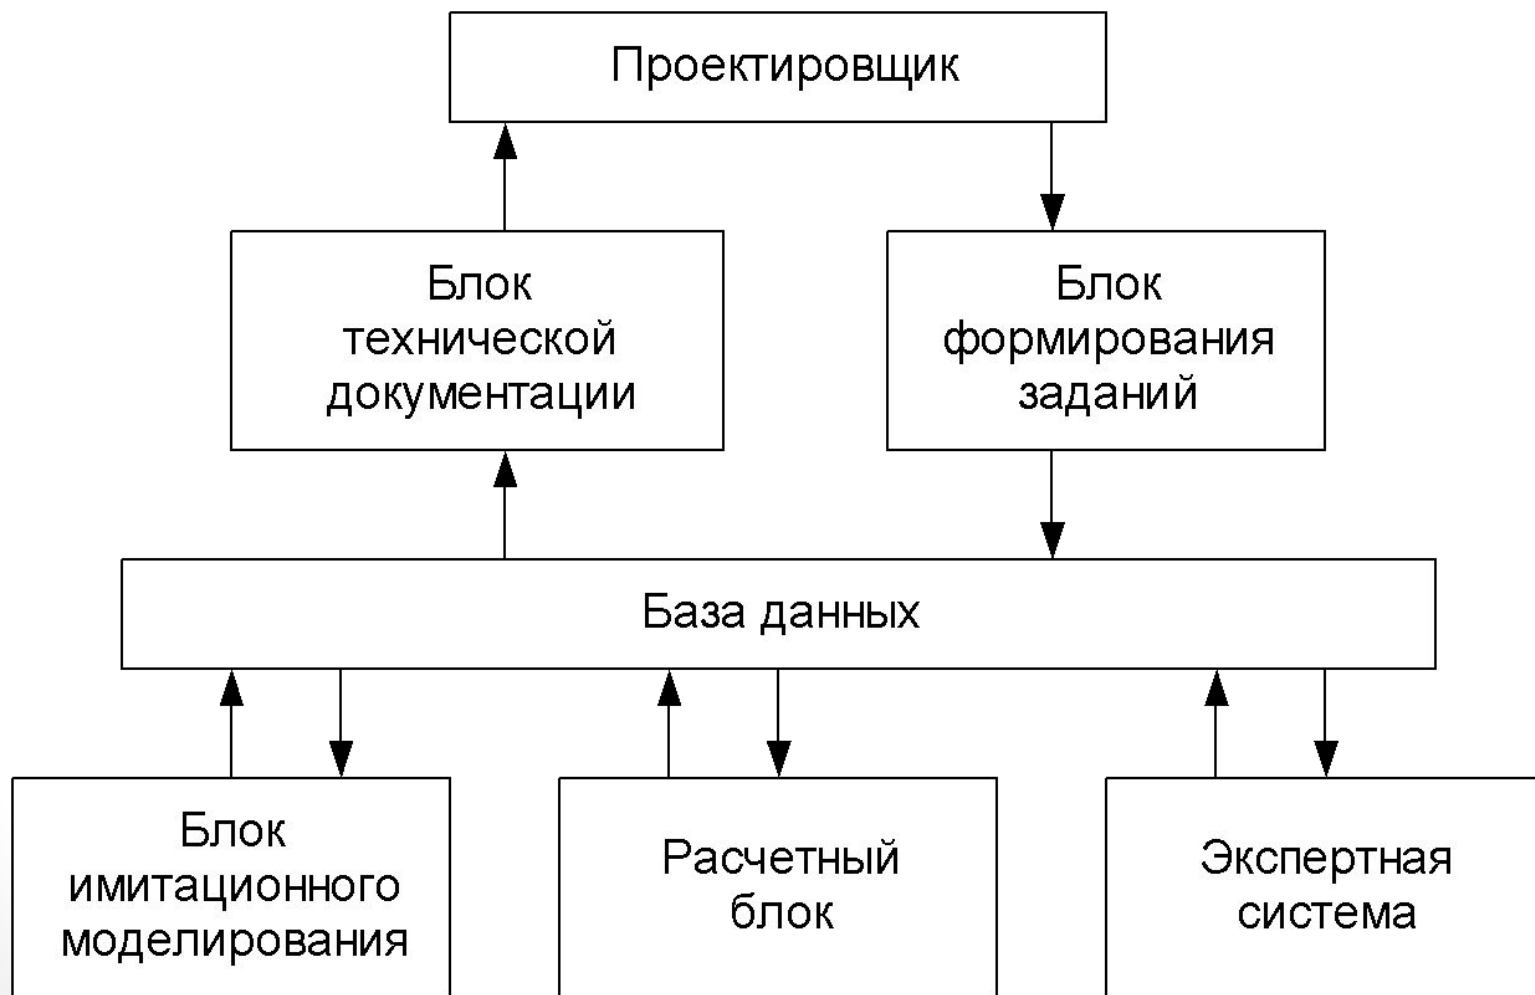 Проектировщик
Блок
технической
документации
Блок
формирования
заданий
База данных
Блок
имитационного
моделирования
Расчетный
блок
Экспертная
система